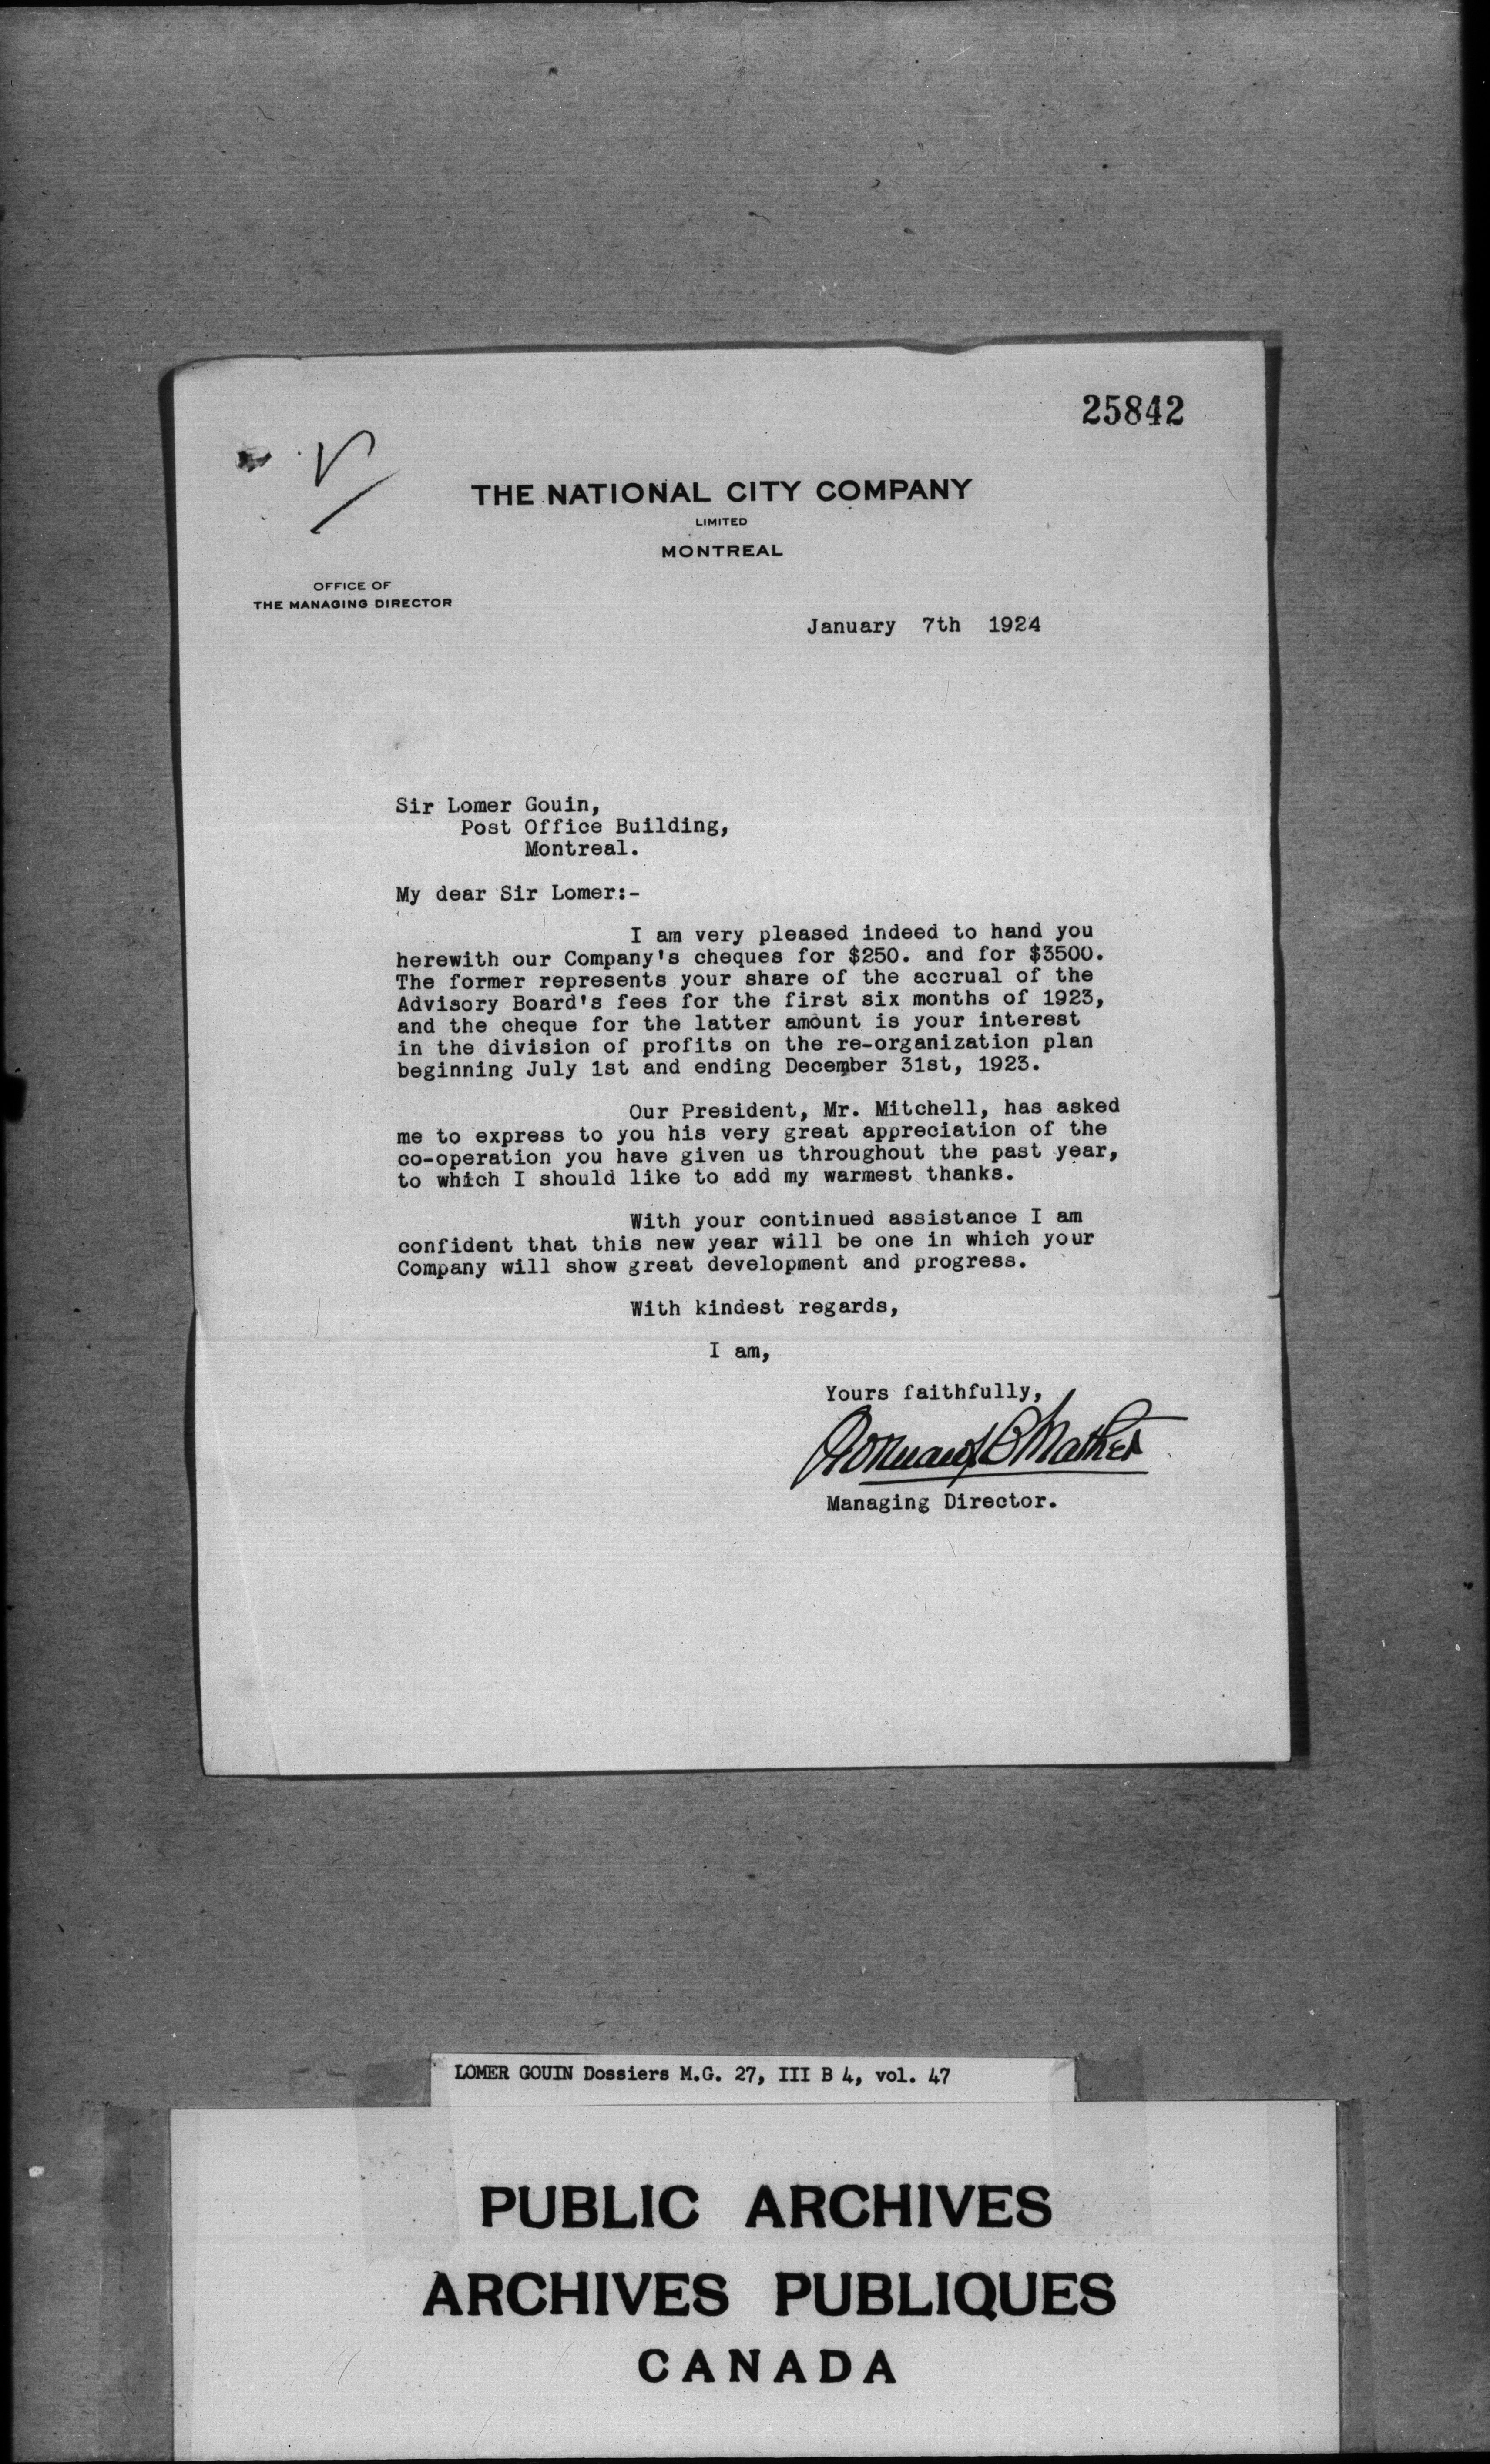 25842
THE NATIONAL CITY COMPANY
LIMITED
MONTREAL
OFFICE OF
THE MANAGING DIRECTOR
January 7th 1924
Sir Lomer Gouin,
Post Office Building,
Montreal.
My dear Sir Lomer:-
I am very pleased indeed to hand you
herewith our Company's cheques for $250. and for $3500.
The former represents your share of the accrual of the
Advisory Board's fees for the first six months of 1923,
and the cheque for the latter amount is your interest
in the division of profits on the re-organization plan
beginning July 1st and ending December 31st, 1923.
Our President, Mr. Mitchell, has asked
me to express to you his very great appreciation of the
co-operation you have given us throughout the past year,
to which I should like to add my warmest thanks.
With your continued assistance I am
confident that this new year will be one in which your
Company will show great development and progress.
With kindest regards,
I am,
Yours faithfully,
Managing Director.
LOMER GOUIN Dossiers M.G. 27, III B 4, vol. 47
PUBLIC ARCHIVES
ARCHIVES PUBLIQUES
CANADA